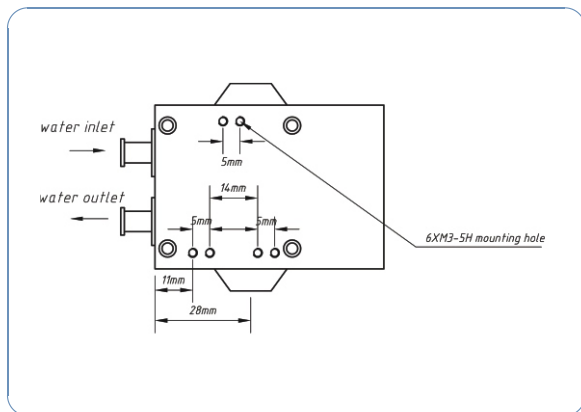 water inlet
5mm
water outlet
14mm
5mm
5mm
6XM3-5H mounting hole
11mm
28mm